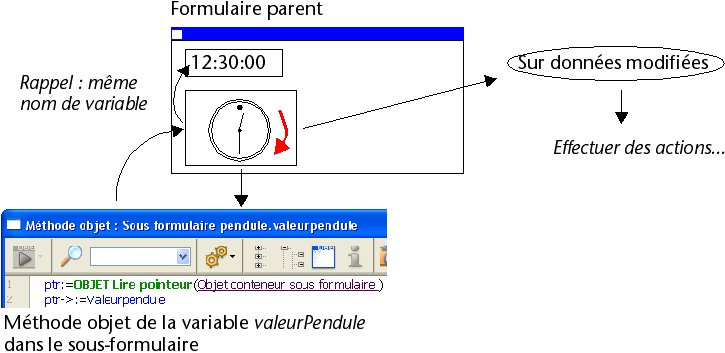 Formulaire parent
12:30:00
Rappel : même
nom de variable
Sur données modifiées
Effectuer des actions...
Méthode objet : Sous formulaire pendule.valeurpendule
1 ptr:=OBJET Lire pointeur(Objet conteneur sous formulaire )
2 ptr->:=Valeurpendue
Méthode objet de la variable valeurPendule
dans le sous-formulaire